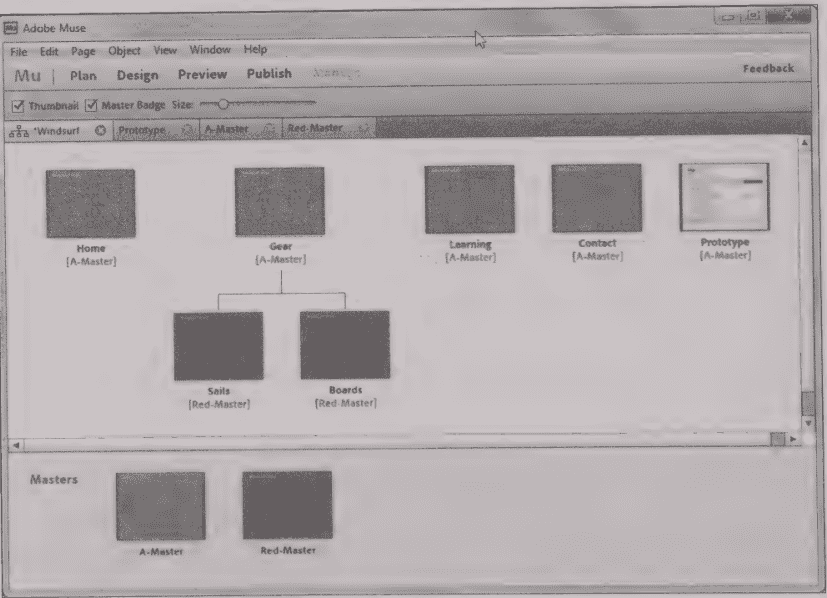 Mu Adobe Muse
File Edit Page Object View Window Help
Mu | Plan Design Preview Publish Manage Feedback
Thumbnail Master Badge Size:
*Windsurf Prototype A-Master Red-Master
Home Gear Learning Contact Prototype
[A-Master] [A-Master] [A-Master] [A-Master] [A-Master]
Sails Boards
[Red-Master] [Red-Master]
Masters
A-Master Red-Master